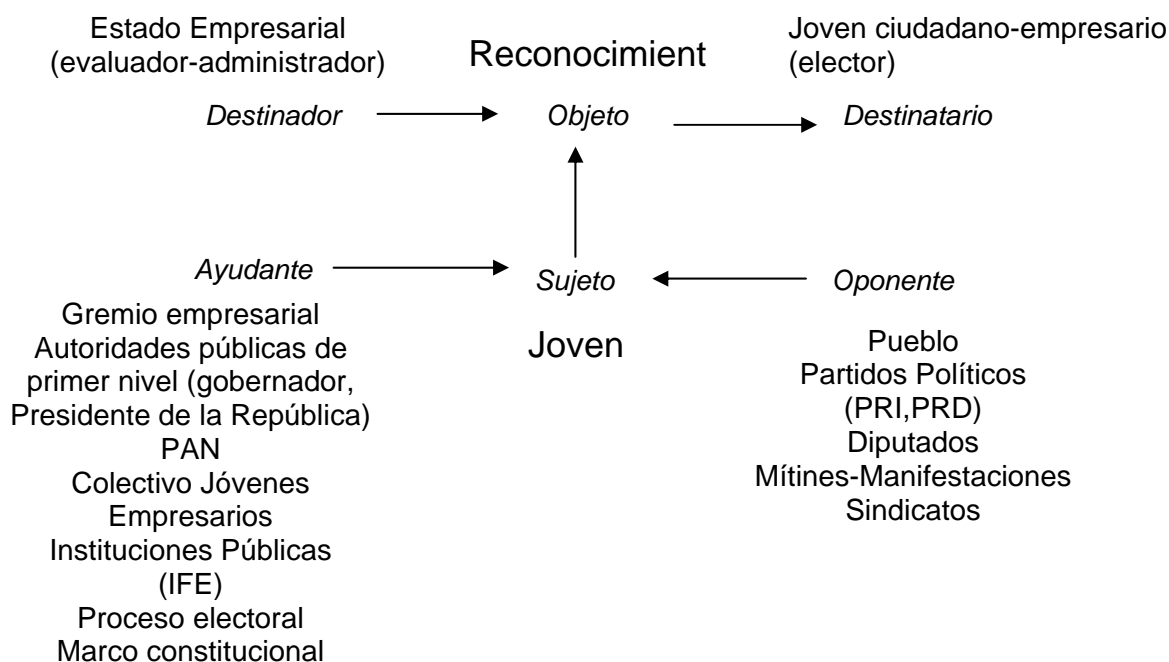 Estado Empresarial
(evaluador-administrador)
Reconocimient
Joven ciudadano-empresario
(elector)
Destinador
Objeto
Destinatario
Ayudante
Sujeto
Oponente
Gremio empresarial
Autoridades públicas de
primer nivel (gobernador,
Presidente de la República)
PAN
Colectivo Jóvenes
Empresarios
Instituciones Públicas
(IFE)
Proceso electoral
Marco constitucional
Joven
Pueblo
Partidos Políticos
(PRI,PRD)
Diputados
Mítines-Manifestaciones
Sindicatos